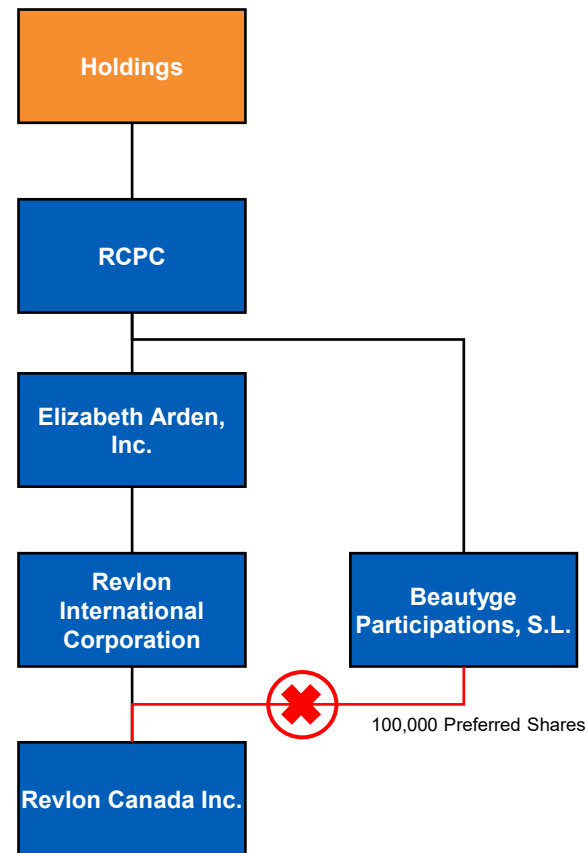 Holdings
RCPC
Elizabeth Arden,
Inc.
Revlon
International
Corporation
Beautyge
Participations, S.L.
100,000 Preferred Shares
Revlon Canada Inc.